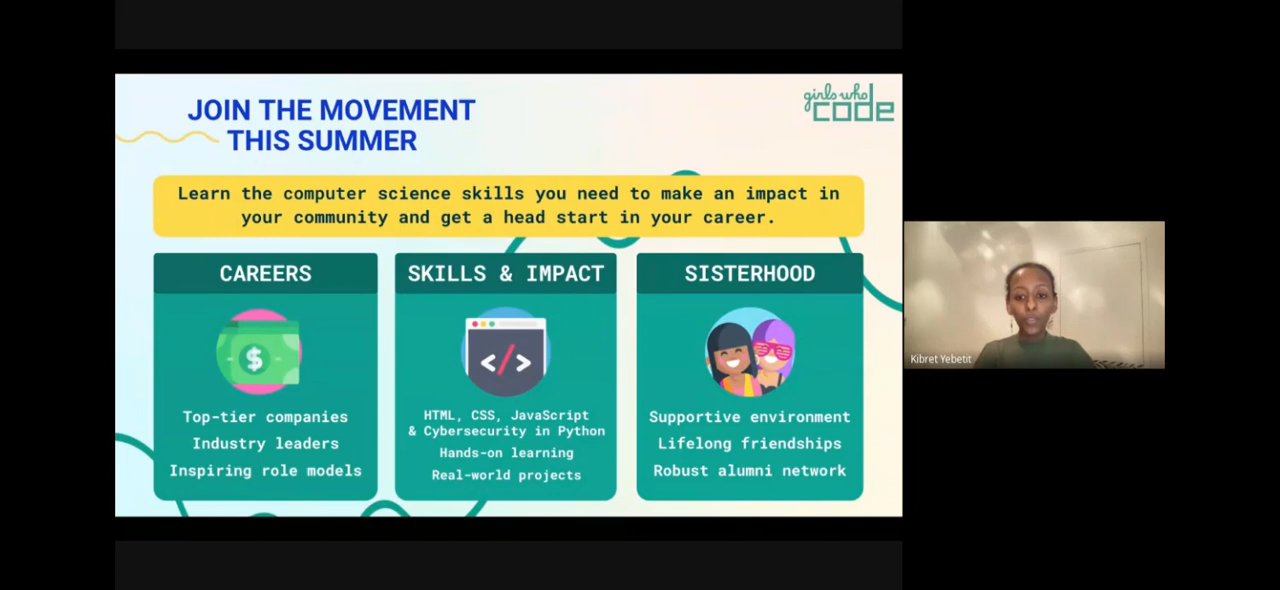 JOIN THE MOVEMENT
THIS SUMMER
girls who
code
Learn the computer science skills you need to make an impact in
your community and get a head start in your career.
CAREERS
$
Top-tier companies
Industry leaders
Inspiring role models
SKILLS & IMPACT
</>
HTML, CSS, JavaScript
& Cybersecurity in Python
Hands-on learning
Real-world projects
SISTERHOOD
Supportive environment
Lifelong friendships
Robust alumni network
Kibret Yebetit